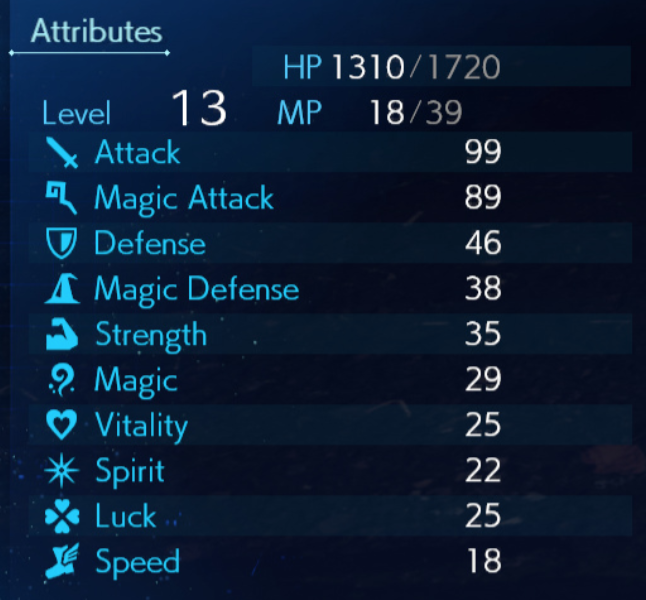 Attributes
HP 1310/1720
Level 13 MP 18/39
Attack 99
Magic Attack 89
Defense 46
Magic Defense 38
Strength 35
Magic 29
Vitality 25
Spirit 22
Luck 25
Speed 18